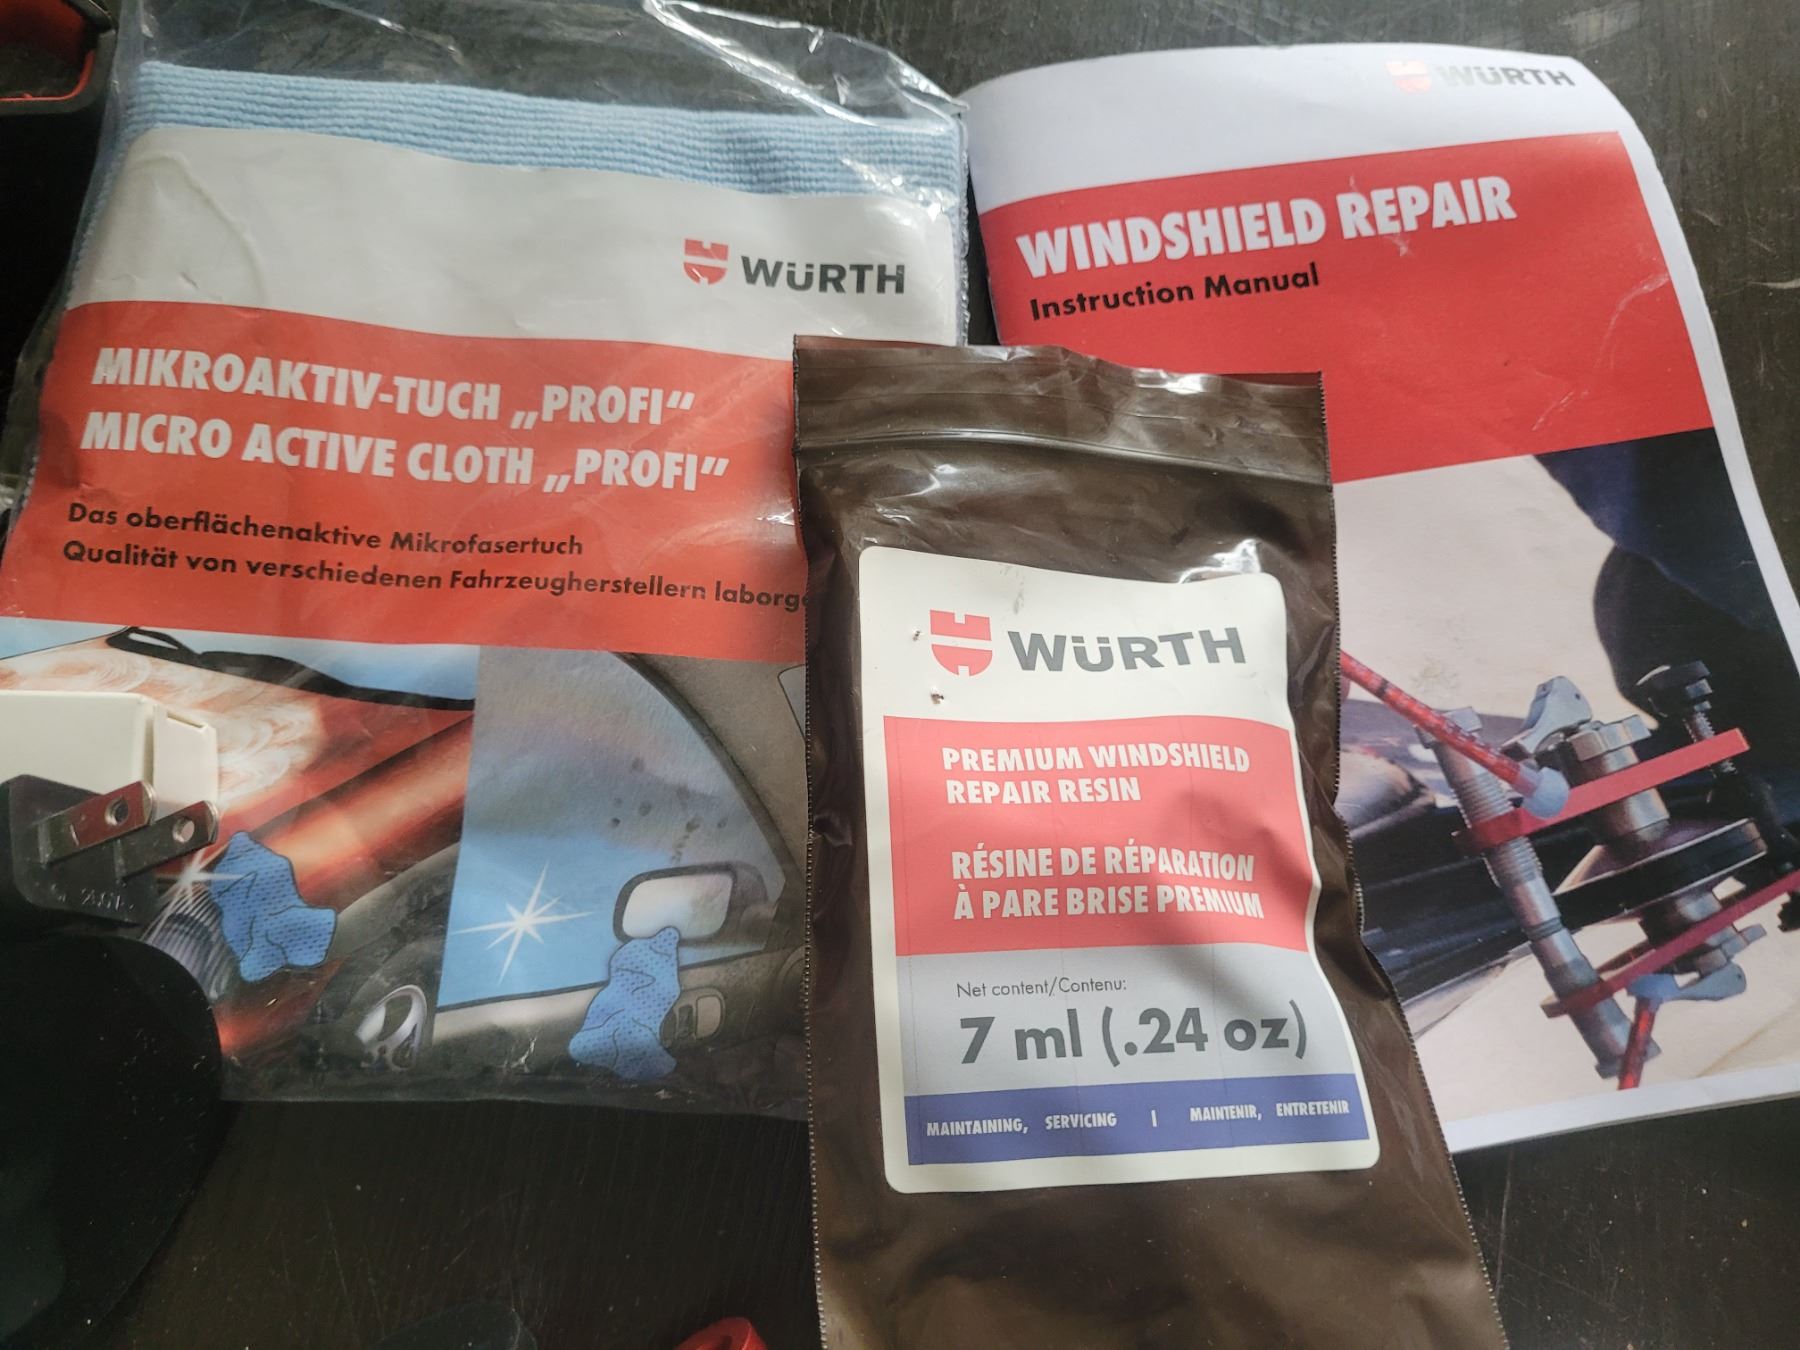 WÜRTH
MIKROAKTIV-TUCH „PROFI“
MICRO ACTIVE CLOTH „PROFI”
Das oberflächenaktive Mikrofasertuch
Qualität von verschiedenen Fahrzeugherstellern
WÜRTH
WINDSHIELD REPAIR
Instruction Manual
WÜRTH
PREMIUM WINDSHIELD
REPAIR RESIN
RÉSINE DE RÉPARATION
À PARE BRISE PREMIUM
Net content/Contenu:
7 ml (.24 oz)
MAINTAINING, SERVICING | MAINTENIR, ENTRETENIR